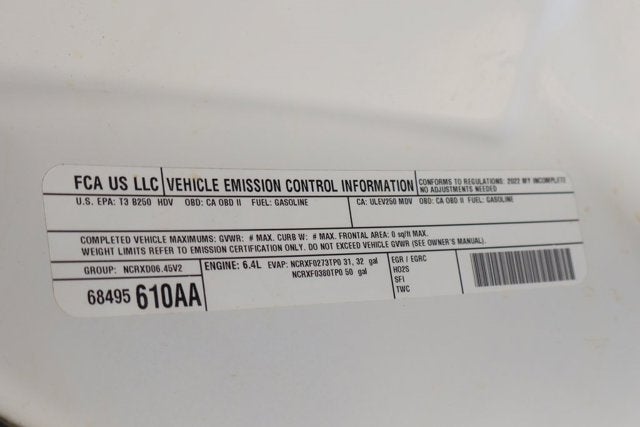 FCA US LLC VEHICLE EMISSION CONTROL INFORMATION CONFORMS TO REGULATIONS: 2022 MY INCOMPLETE
NO ADJUSTMENTS NEEDED
U.S. EPA: T3 B250 HDV OBD: CA OBD II FUEL: GASOLINE CA: ULEV250 MDV OBD: CA OBD II FUEL: GASOLINE
COMPLETED VEHICLE MAXIMUMS: GVWR: # MAX. CURB W: # MAX. FRONTAL AREA: 0 sq/ft MAX.
WEIGHT LIMITS REFER TO EMISSION CERTIFICATION ONLY. DO NOT EXCEED VEHICLE GVWR (SEE OWNER'S MANUAL).
GROUP: NCRXD06.45V2
68495 610AA
ENGINE: 6.4L EVAP: NCRXF0273TP0 31, 32 gal
NCRXF0380TP0 50 gal
EGR / EGRC
HO2S
SFI
TWC